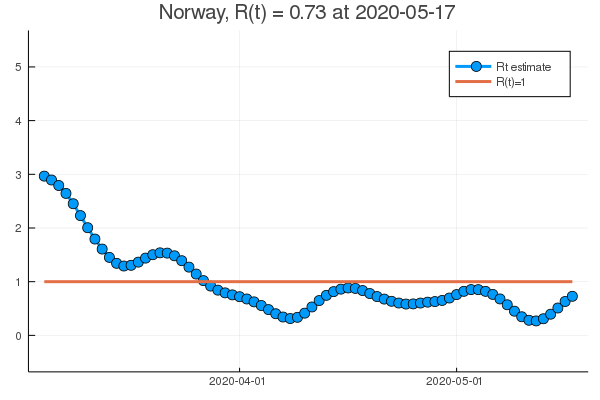 Norway, R(t) = 0.73 at 2020-05-17
5
Rt estimate
R(t)=1
4
3
2
1
0
2020-04-01
2020-05-01